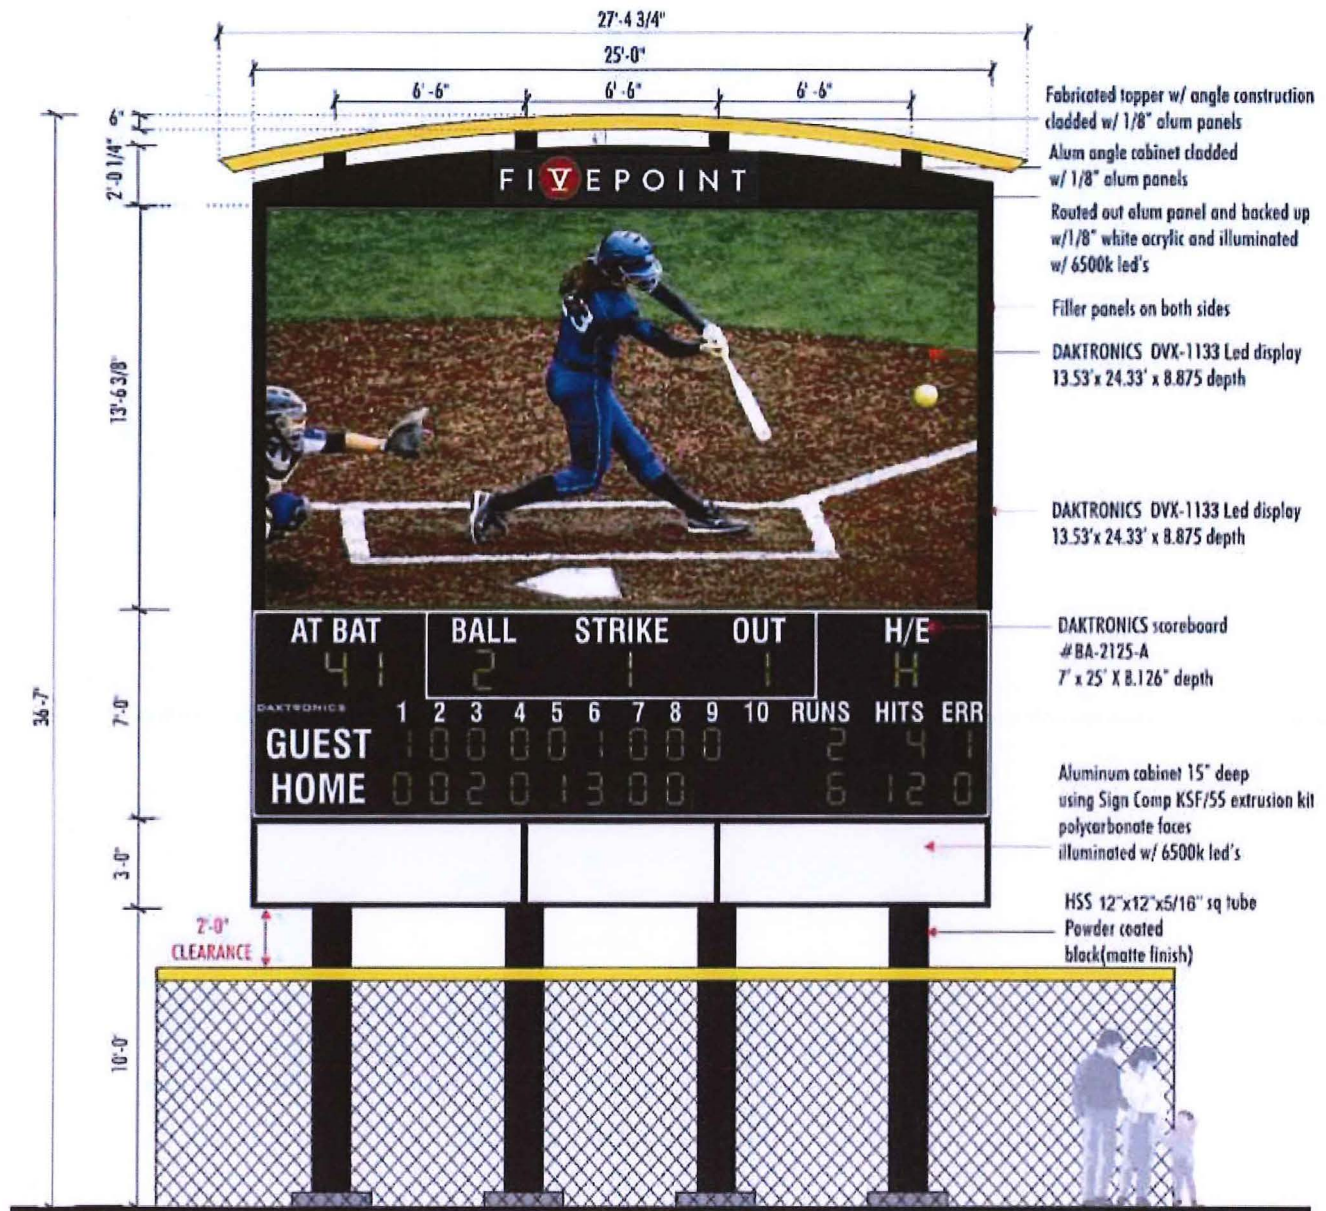 27'-4 3/4"
25'-0"
6'-6" 6'-6" 6'-6"
6"
2'-0 1/4"
13'-6 3/8"
36'-7"
7'-0"
3'-0"
10'-0"
FIVEPOINT
Fabricated topper w/ angle construction
cladded w/ 1/8" alum panels
Alum angle cabinet cladded
w/ 1/8" alum panels
Routed out alum panel and backed up
w/1/8" white acrylic and illuminated
w/ 6500k led's
Filler panels on both sides
DAKTRONICS DVX-1133 Led display
13.53'x 24.33' x 8.875 depth
DAKTRONICS DVX-1133 Led display
13.53'x 24.33' x 8.875 depth
AT BAT BALL STRIKE OUT H/E
41 2 1 1 H
DAKTRONICS 1 2 3 4 5 6 7 8 9 10 RUNS HITS ERR
GUEST 1 0 0 0 0 1 0 0 0 2 4 1
HOME 0 0 2 0 1 3 0 0 6 12 0
DAKTRONICS scoreboard
#BA-2125-A
7' x 25' X 8.126" depth
Aluminum cabinet 15" deep
using Sign Comp KSF/55 extrusion kit
polycarbonate faces
illuminated w/ 6500k led's
HSS 12"x12"x5/16" sq tube
Powder coated
black(matte finish)
2'-0"
CLEARANCE